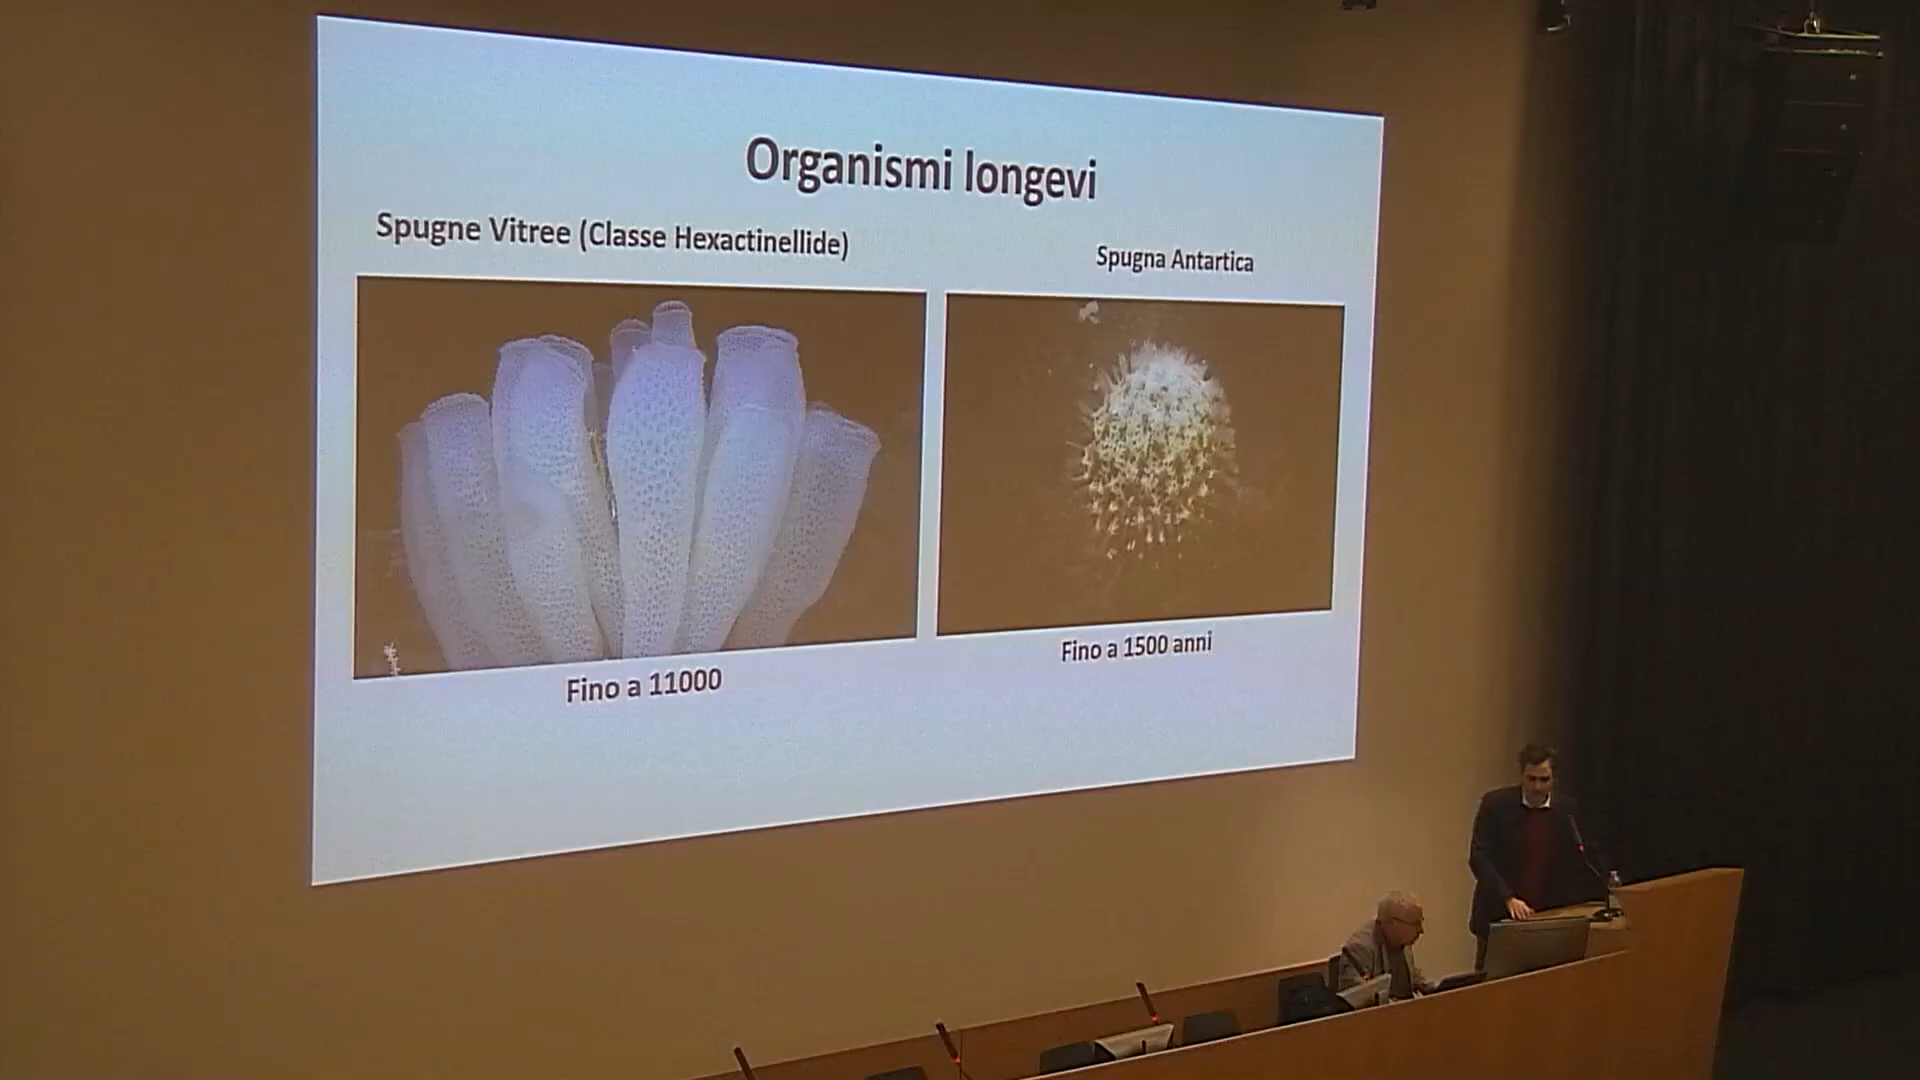 Organismi longevi
Spugne Vitree (Classe Hexactinellide)
Spugna Antartica
Fino a 11000
Fino a 1500 anni